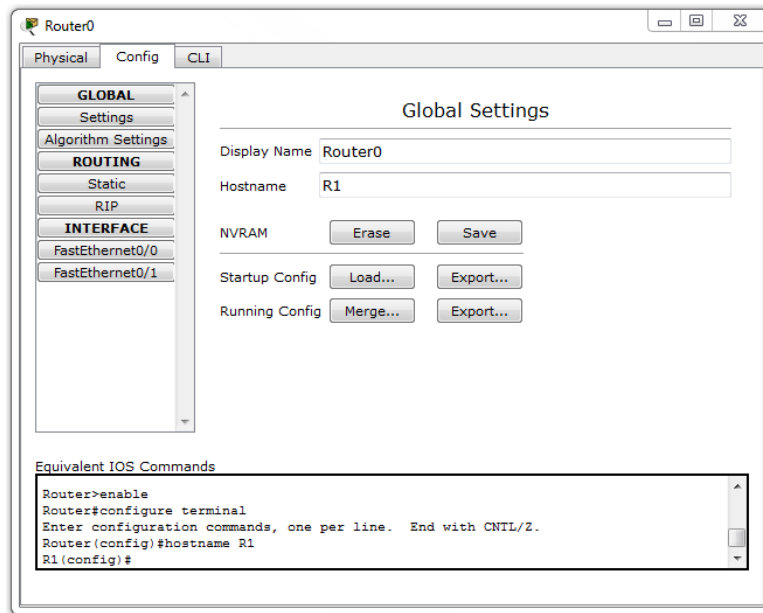 Router0
Physical Config CLI
GLOBAL
Settings
Algorithm Settings
ROUTING
Static
RIP
INTERFACE
FastEthernet0/0
FastEthernet0/1
Global Settings
Display Name Router0
Hostname R1
NVRAM Erase Save
Startup Config Load... Export...
Running Config Merge... Export...
Equivalent IOS Commands
Router>enable
Router#configure terminal
Enter configuration commands, one per line.  End with CNTL/Z.
Router(config)#hostname R1
R1(config)#